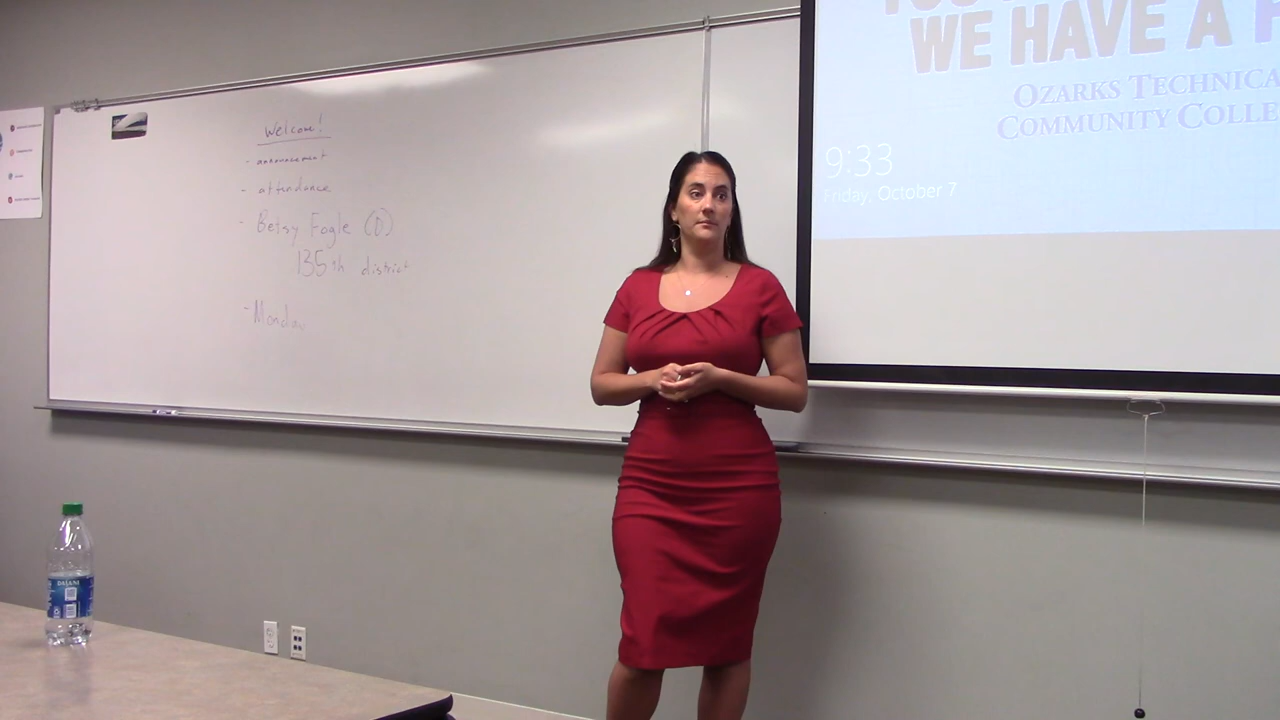 Welcome!
- announcement
- attendance
- Betsy Fogle (D)
135th district
- Monday
WE HAVE A
OZARKS TECHNICA
COMMUNITY COLLE
9:33
Friday, October 7
DASANI